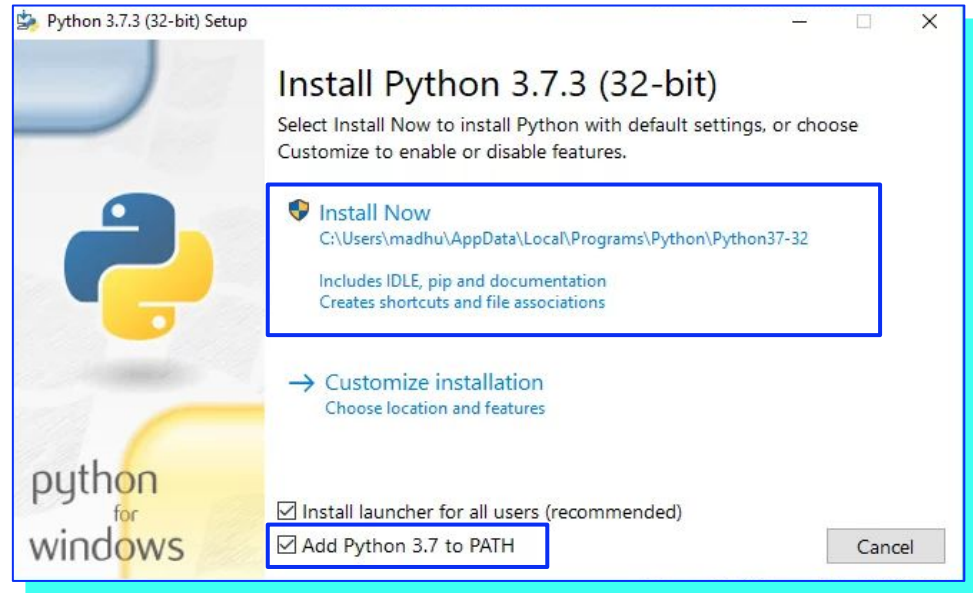 Python 3.7.3 (32-bit) Setup
Install Python 3.7.3 (32-bit)
Select Install Now to install Python with default settings, or choose
Customize to enable or disable features.
Install Now
C:\Users\madhu\AppData\Local\Programs\Python\Python37-32
Includes IDLE, pip and documentation
Creates shortcuts and file associations
Customize installation
Choose location and features
python
for
windows
Install launcher for all users (recommended)
Add Python 3.7 to PATH
Cancel